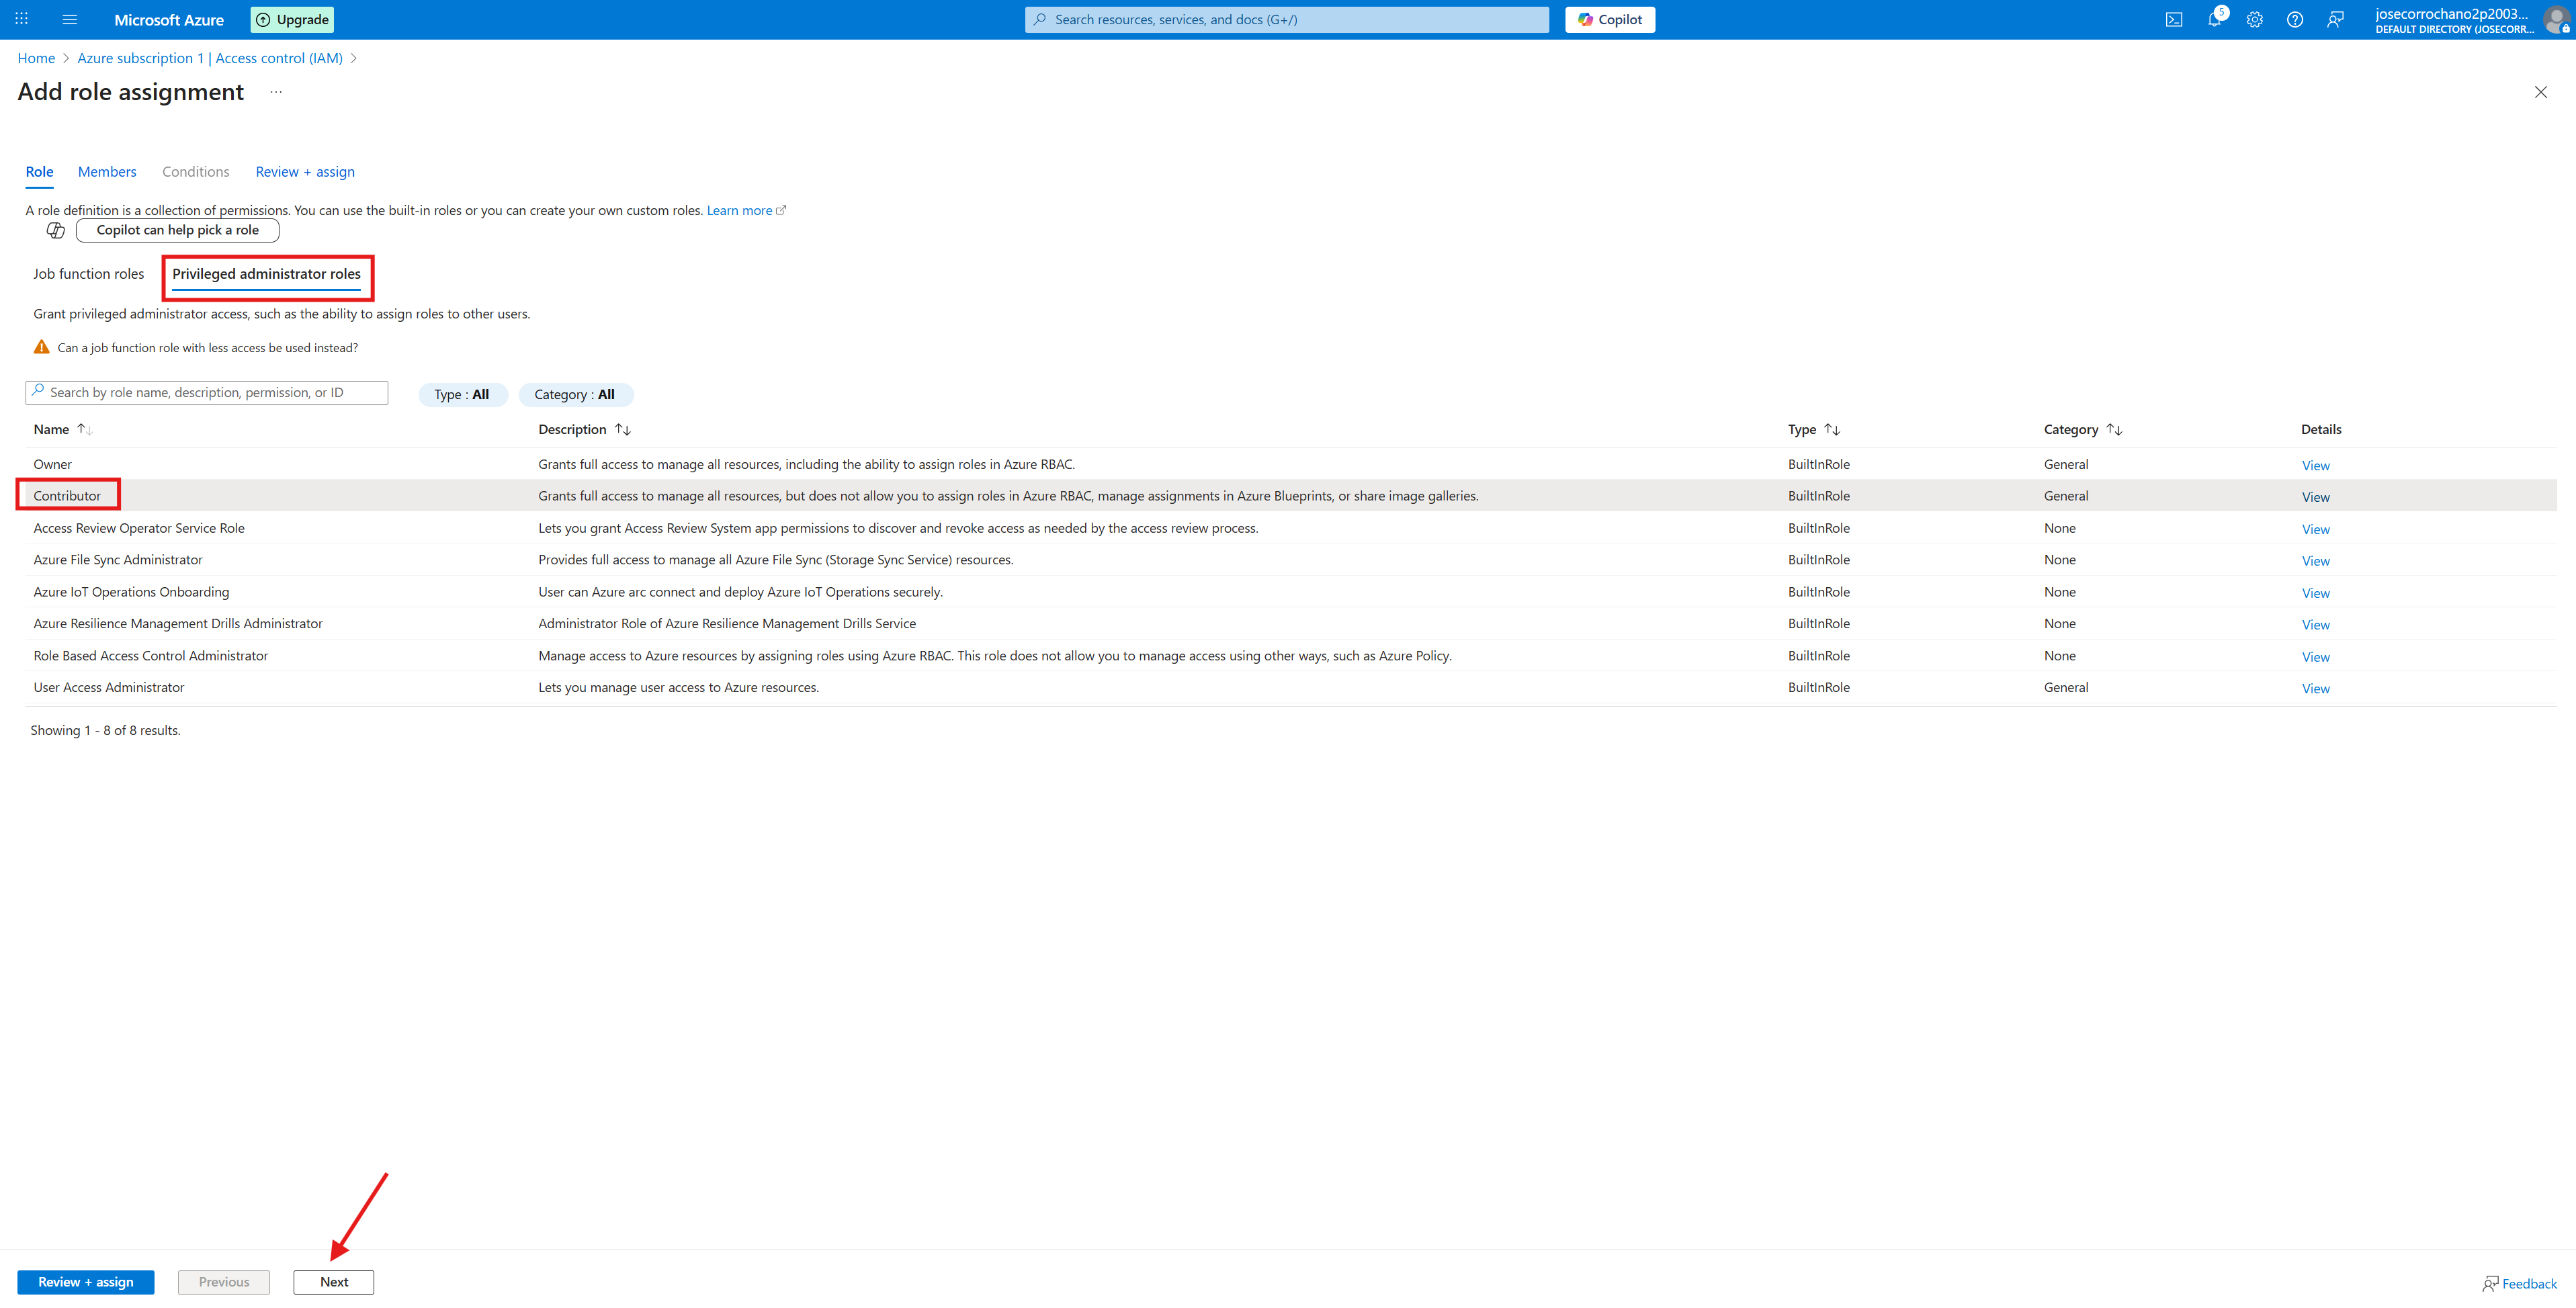 Microsoft Azure
Upgrade
Search resources, services, and docs (G+/)
Copilot
5
josecorrochano2p2003...
DEFAULT DIRECTORY (JOSECORR...
Home > Azure subscription 1 | Access control (IAM) >
Add role assignment ...
Role Members Conditions Review + assign
A role definition is a collection of permissions. You can use the built-in roles or you can create your own custom roles. Learn more
Copilot can help pick a role
Job function roles Privileged administrator roles
Grant privileged administrator access, such as the ability to assign roles to other users.
Can a job function role with less access be used instead?
Search by role name, description, permission, or ID Type : All Category : All
Name Description Type Category Details
Owner Grants full access to manage all resources, including the ability to assign roles in Azure RBAC. BuiltInRole General View
Contributor Grants full access to manage all resources, but does not allow you to assign roles in Azure RBAC, manage assignments in Azure Blueprints, or share image galleries. BuiltInRole General View
Access Review Operator Service Role Lets you grant Access Review System app permissions to discover and revoke access as needed by the access review process. BuiltInRole None View
Azure File Sync Administrator Provides full access to manage all Azure File Sync (Storage Sync Service) resources. BuiltInRole None View
Azure IoT Operations Onboarding User can Azure arc connect and deploy Azure IoT Operations securely. BuiltInRole None View
Azure Resilience Management Drills Administrator Administrator Role of Azure Resilience Management Drills Service BuiltInRole None View
Role Based Access Control Administrator Manage access to Azure resources by assigning roles using Azure RBAC. This role does not allow you to manage access using other ways, such as Azure Policy. BuiltInRole None View
User Access Administrator Lets you manage user access to Azure resources. BuiltInRole General View
Showing 1 - 8 of 8 results.
Review + assign Previous Next
Feedback